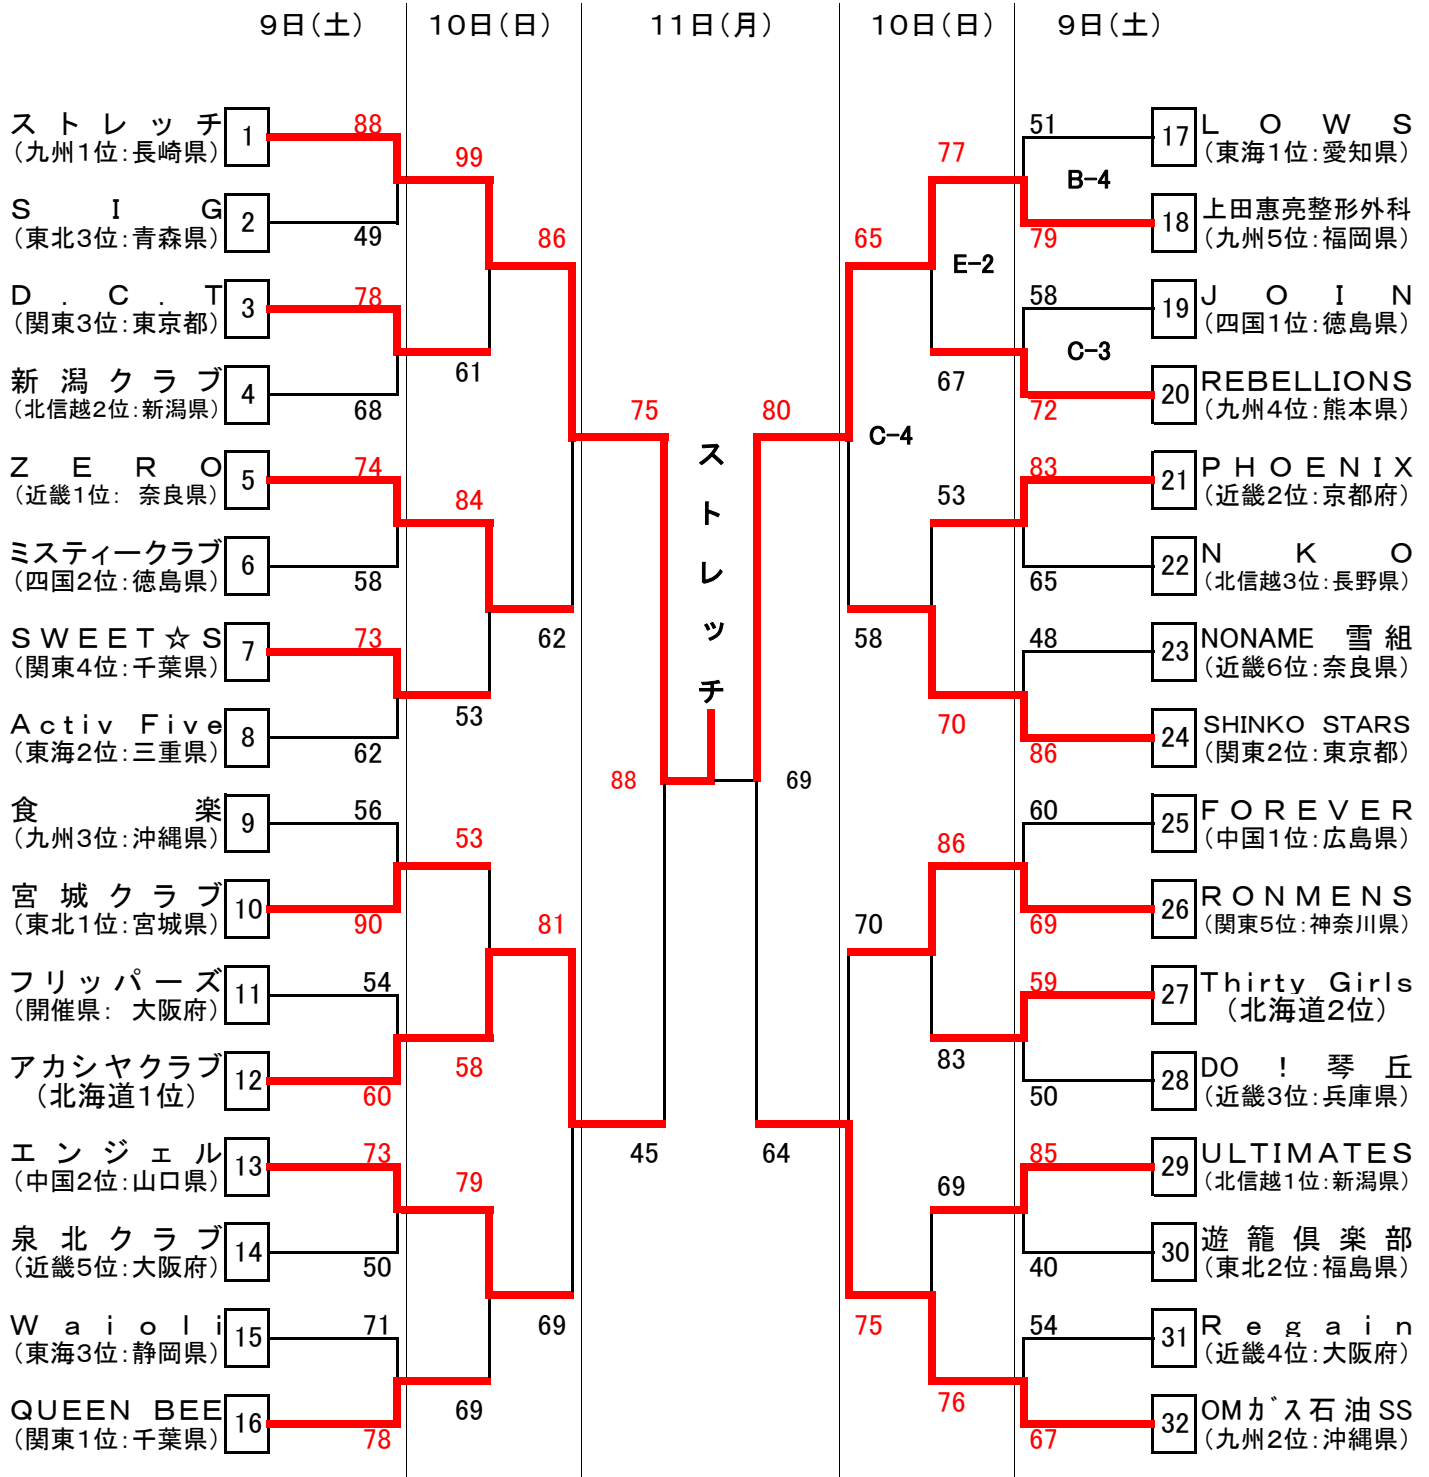 9日(土) 10日(日) 11日(月) 10日(日) 9日(土)
ストレッチ 1 88
(九州1位:長崎県)
99
SIG 2 49
(東北3位:青森県)
86
D.C.T 3 78
(関東3位:東京都)
61
新潟クラブ 4 68
(北信越2位:新潟県)
75
ZERO 5 74
(近畿1位: 奈良県)
84
ミスティークラブ 6 58
(四国2位:徳島県)
62
SWEET☆S 7 73
(関東4位:千葉県)
53
Activ Five 8 62
(東海2位:三重県)
88
食楽 9 56
(九州3位:沖縄県)
53
宮城クラブ 10 90
(東北1位:宮城県)
81
フリッパーズ 11 54
(開催県: 大阪府)
58
アカシヤクラブ 12 60
(北海道1位)
45
エンジェル 13 73
(中国2位:山口県)
79
泉北クラブ 14 50
(近畿5位:大阪府)
69
Waioli 15 71
(東海3位:静岡県)
69
QUEEN BEE 16 78
(関東1位:千葉県)
ストレッチ
51 17 LOWS
(東海1位:愛知県)
77
B-4
79 18 上田惠亮整形外科
(九州5位:福岡県)
65
E-2
58 19 JOIN
(四国1位:徳島県)
C-3
67
72 20 REBELLIONS
(九州4位:熊本県)
80
C-4
83 21 PHOENIX
(近畿2位:京都府)
53
65 22 NKO
(北信越3位:長野県)
58
48 23 NONAME 雪組
(近畿6位:奈良県)
70
86 24 SHINKO STARS
(関東2位:東京都)
69
60 25 FOREVER
(中国1位:広島県)
86
69 26 RONMENS
(関東5位:神奈川県)
70
59 27 Thirty Girls
(北海道2位)
83
50 28 DO!琴丘
(近畿3位:兵庫県)
64
85 29 ULTIMATES
(北信越1位:新潟県)
69
40 30 遊籠倶楽部
(東北2位:福島県)
75
54 31 Regain
(近畿4位:大阪府)
76
67 32 OMガス石油SS
(九州2位:沖縄県)